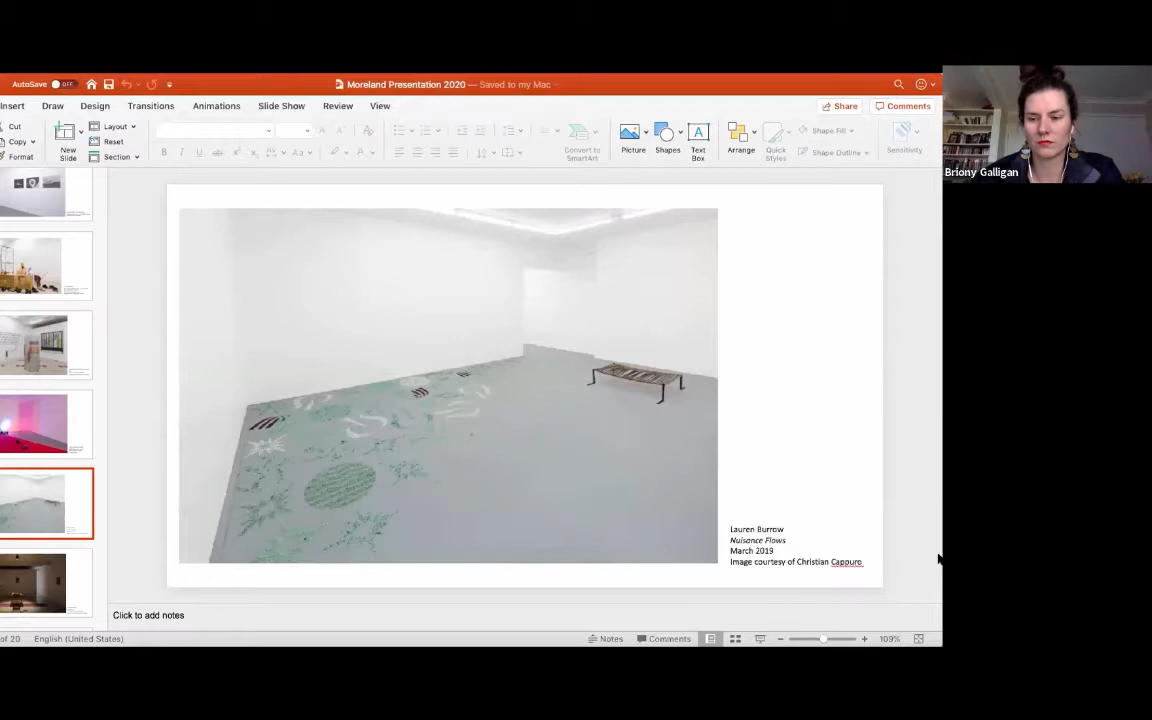 AutoSave OFF
Moreland Presentation 2020 — Saved to my Mac
Insert Draw Design Transitions Animations Slide Show Review View Share Comments
Cut
Copy
Format
New
Slide
Layout
Reset
Section
Convert to
SmartArt
Picture
Shapes
Text
Box
Arrange
Quick
Styles
Shape Fill
Shape Outline
Sensitivity
Briony Galligan
Lauren Burrow
Nuisance Flows
March 2019
Image courtesy of Christian Cappuro
Click to add notes
of 20 English (United States) Notes Comments 109%